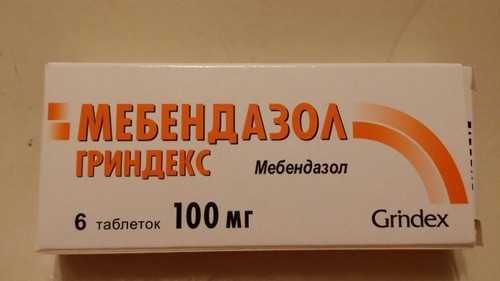 МЕБЕНДАЗОЛ
ГРИНДЕКС
Мебендазол
6 таблеток 100 мг
Grindex